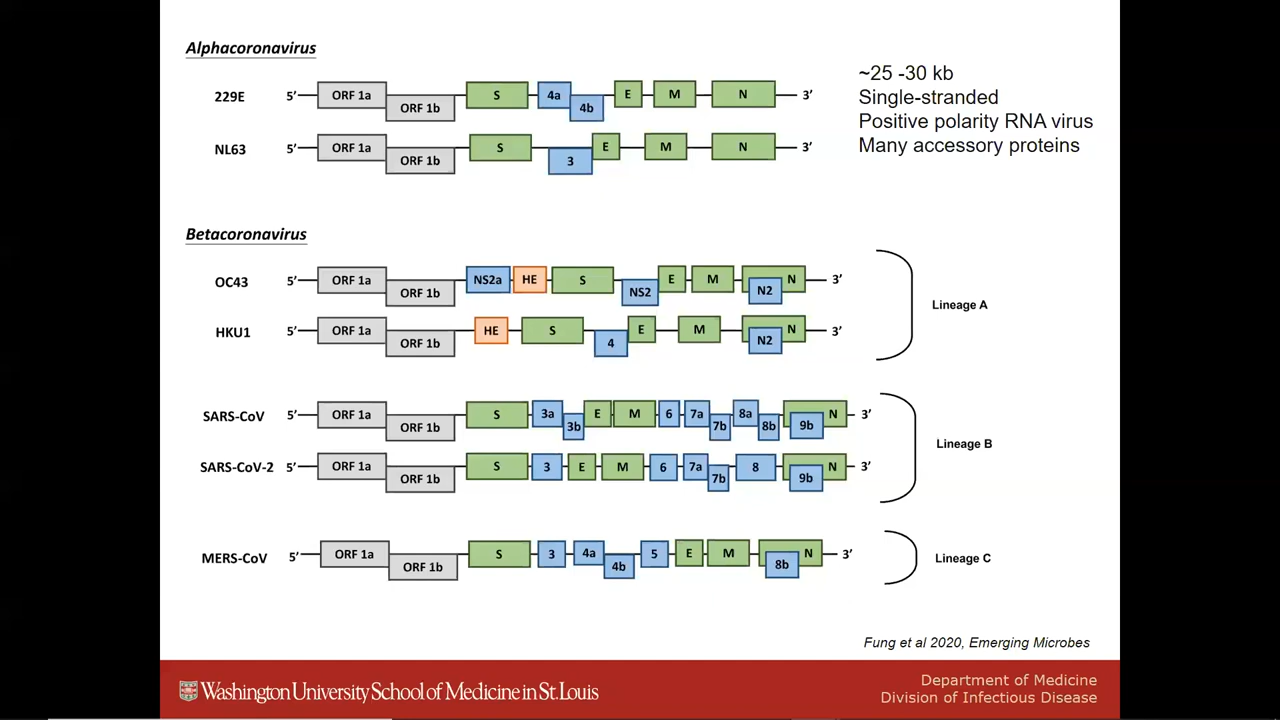 Alphacoronavirus
~25 -30 kb
Single-stranded
Positive polarity RNA virus
Many accessory proteins
229E 5’ ORF 1a ORF 1b S 4a 4b E M N 3’
NL63 5’ ORF 1a ORF 1b S 3 E M N 3’
Betacoronavirus
OC43 5’ ORF 1a ORF 1b NS2a HE S NS2 E M N2 N 3’
HKU1 5’ ORF 1a ORF 1b HE S 4 E M N2 N 3’
Lineage A
SARS-CoV 5’ ORF 1a ORF 1b S 3a 3b E M 6 7a 7b 8a 8b 9b N 3’
SARS-CoV-2 5’ ORF 1a ORF 1b S 3 E M 6 7a 7b 8 9b N 3’
Lineage B
MERS-CoV 5’ ORF 1a ORF 1b S 3 4a 4b 5 E M 8b N 3’
Lineage C
Fung et al 2020, Emerging Microbes
Washington University School of Medicine in St. Louis
Department of Medicine
Division of Infectious Disease